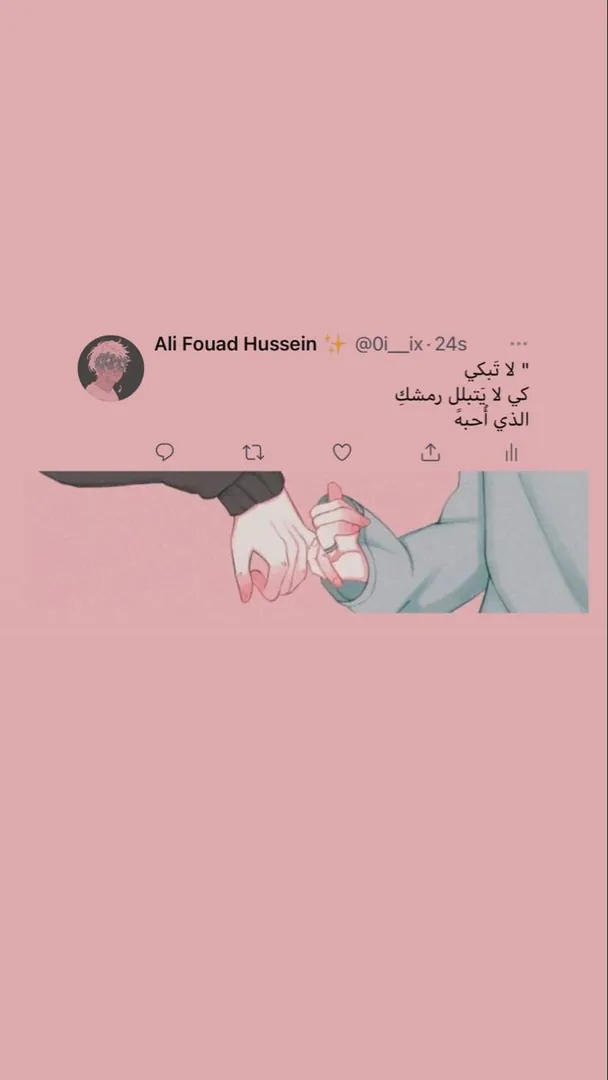 Ali Fouad Hussein ✨ @0i__ix · 24s
" لا تَبكي
كي لا يَتبلل رمشكِ
الذي أُحبهً